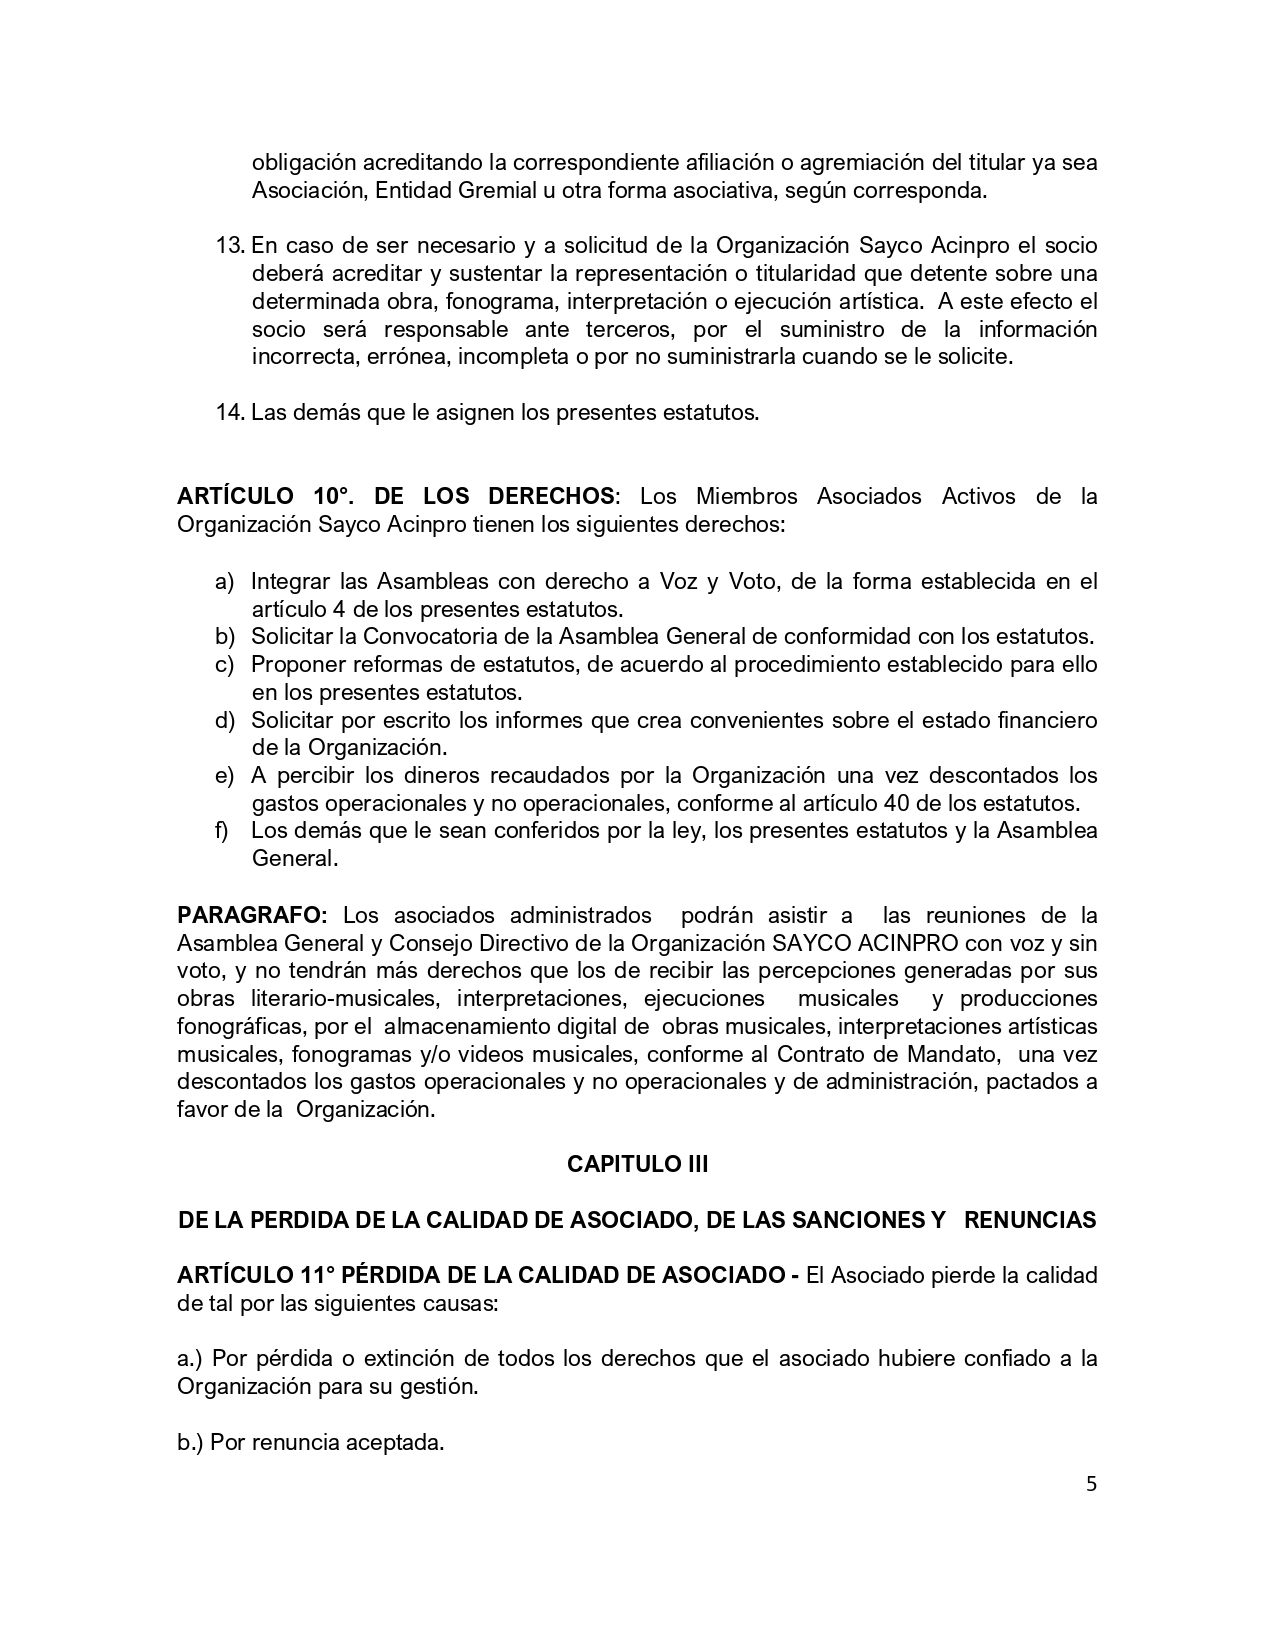 obligación acreditando la correspondiente afiliación o agremiación del titular ya sea
Asociación, Entidad Gremial u otra forma asociativa, según corresponda.
13. En caso de ser necesario y a solicitud de la Organización Sayco Acinpro el socio
deberá acreditar y sustentar la representación o titularidad que detente sobre una
determinada obra, fonograma, interpretación o ejecución artística. A este efecto el
socio será responsable ante terceros, por el suministro de la información
incorrecta, errónea, incompleta o por no suministrarla cuando se le solicite.
14. Las demás que le asignen los presentes estatutos.
ARTÍCULO 10°. DE LOS DERECHOS: Los Miembros Asociados Activos de la
Organización Sayco Acinpro tienen los siguientes derechos:
a) Integrar las Asambleas con derecho a Voz y Voto, de la forma establecida en el
artículo 4 de los presentes estatutos.
b) Solicitar la Convocatoria de la Asamblea General de conformidad con los estatutos.
c) Proponer reformas de estatutos, de acuerdo al procedimiento establecido para ello
en los presentes estatutos.
d) Solicitar por escrito los informes que crea convenientes sobre el estado financiero
de la Organización.
e) A percibir los dineros recaudados por la Organización una vez descontados los
gastos operacionales y no operacionales, conforme al artículo 40 de los estatutos.
f) Los demás que le sean conferidos por la ley, los presentes estatutos y la Asamblea
General.
PARAGRAFO: Los asociados administrados podrán asistir a las reuniones de la
Asamblea General y Consejo Directivo de la Organización SAYCO ACINPRO con voz y sin
voto, y no tendrán más derechos que los de recibir las percepciones generadas por sus
obras literario-musicales, interpretaciones, ejecuciones musicales y producciones
fonográficas, por el almacenamiento digital de obras musicales, interpretaciones artísticas
musicales, fonogramas y/o videos musicales, conforme al Contrato de Mandato, una vez
descontados los gastos operacionales y no operacionales y de administración, pactados a
favor de la Organización.
CAPITULO III
DE LA PERDIDA DE LA CALIDAD DE ASOCIADO, DE LAS SANCIONES Y RENUNCIAS
ARTÍCULO 11° PÉRDIDA DE LA CALIDAD DE ASOCIADO - El Asociado pierde la calidad
de tal por las siguientes causas:
a.) Por pérdida o extinción de todos los derechos que el asociado hubiere confiado a la
Organización para su gestión.
b.) Por renuncia aceptada.
5